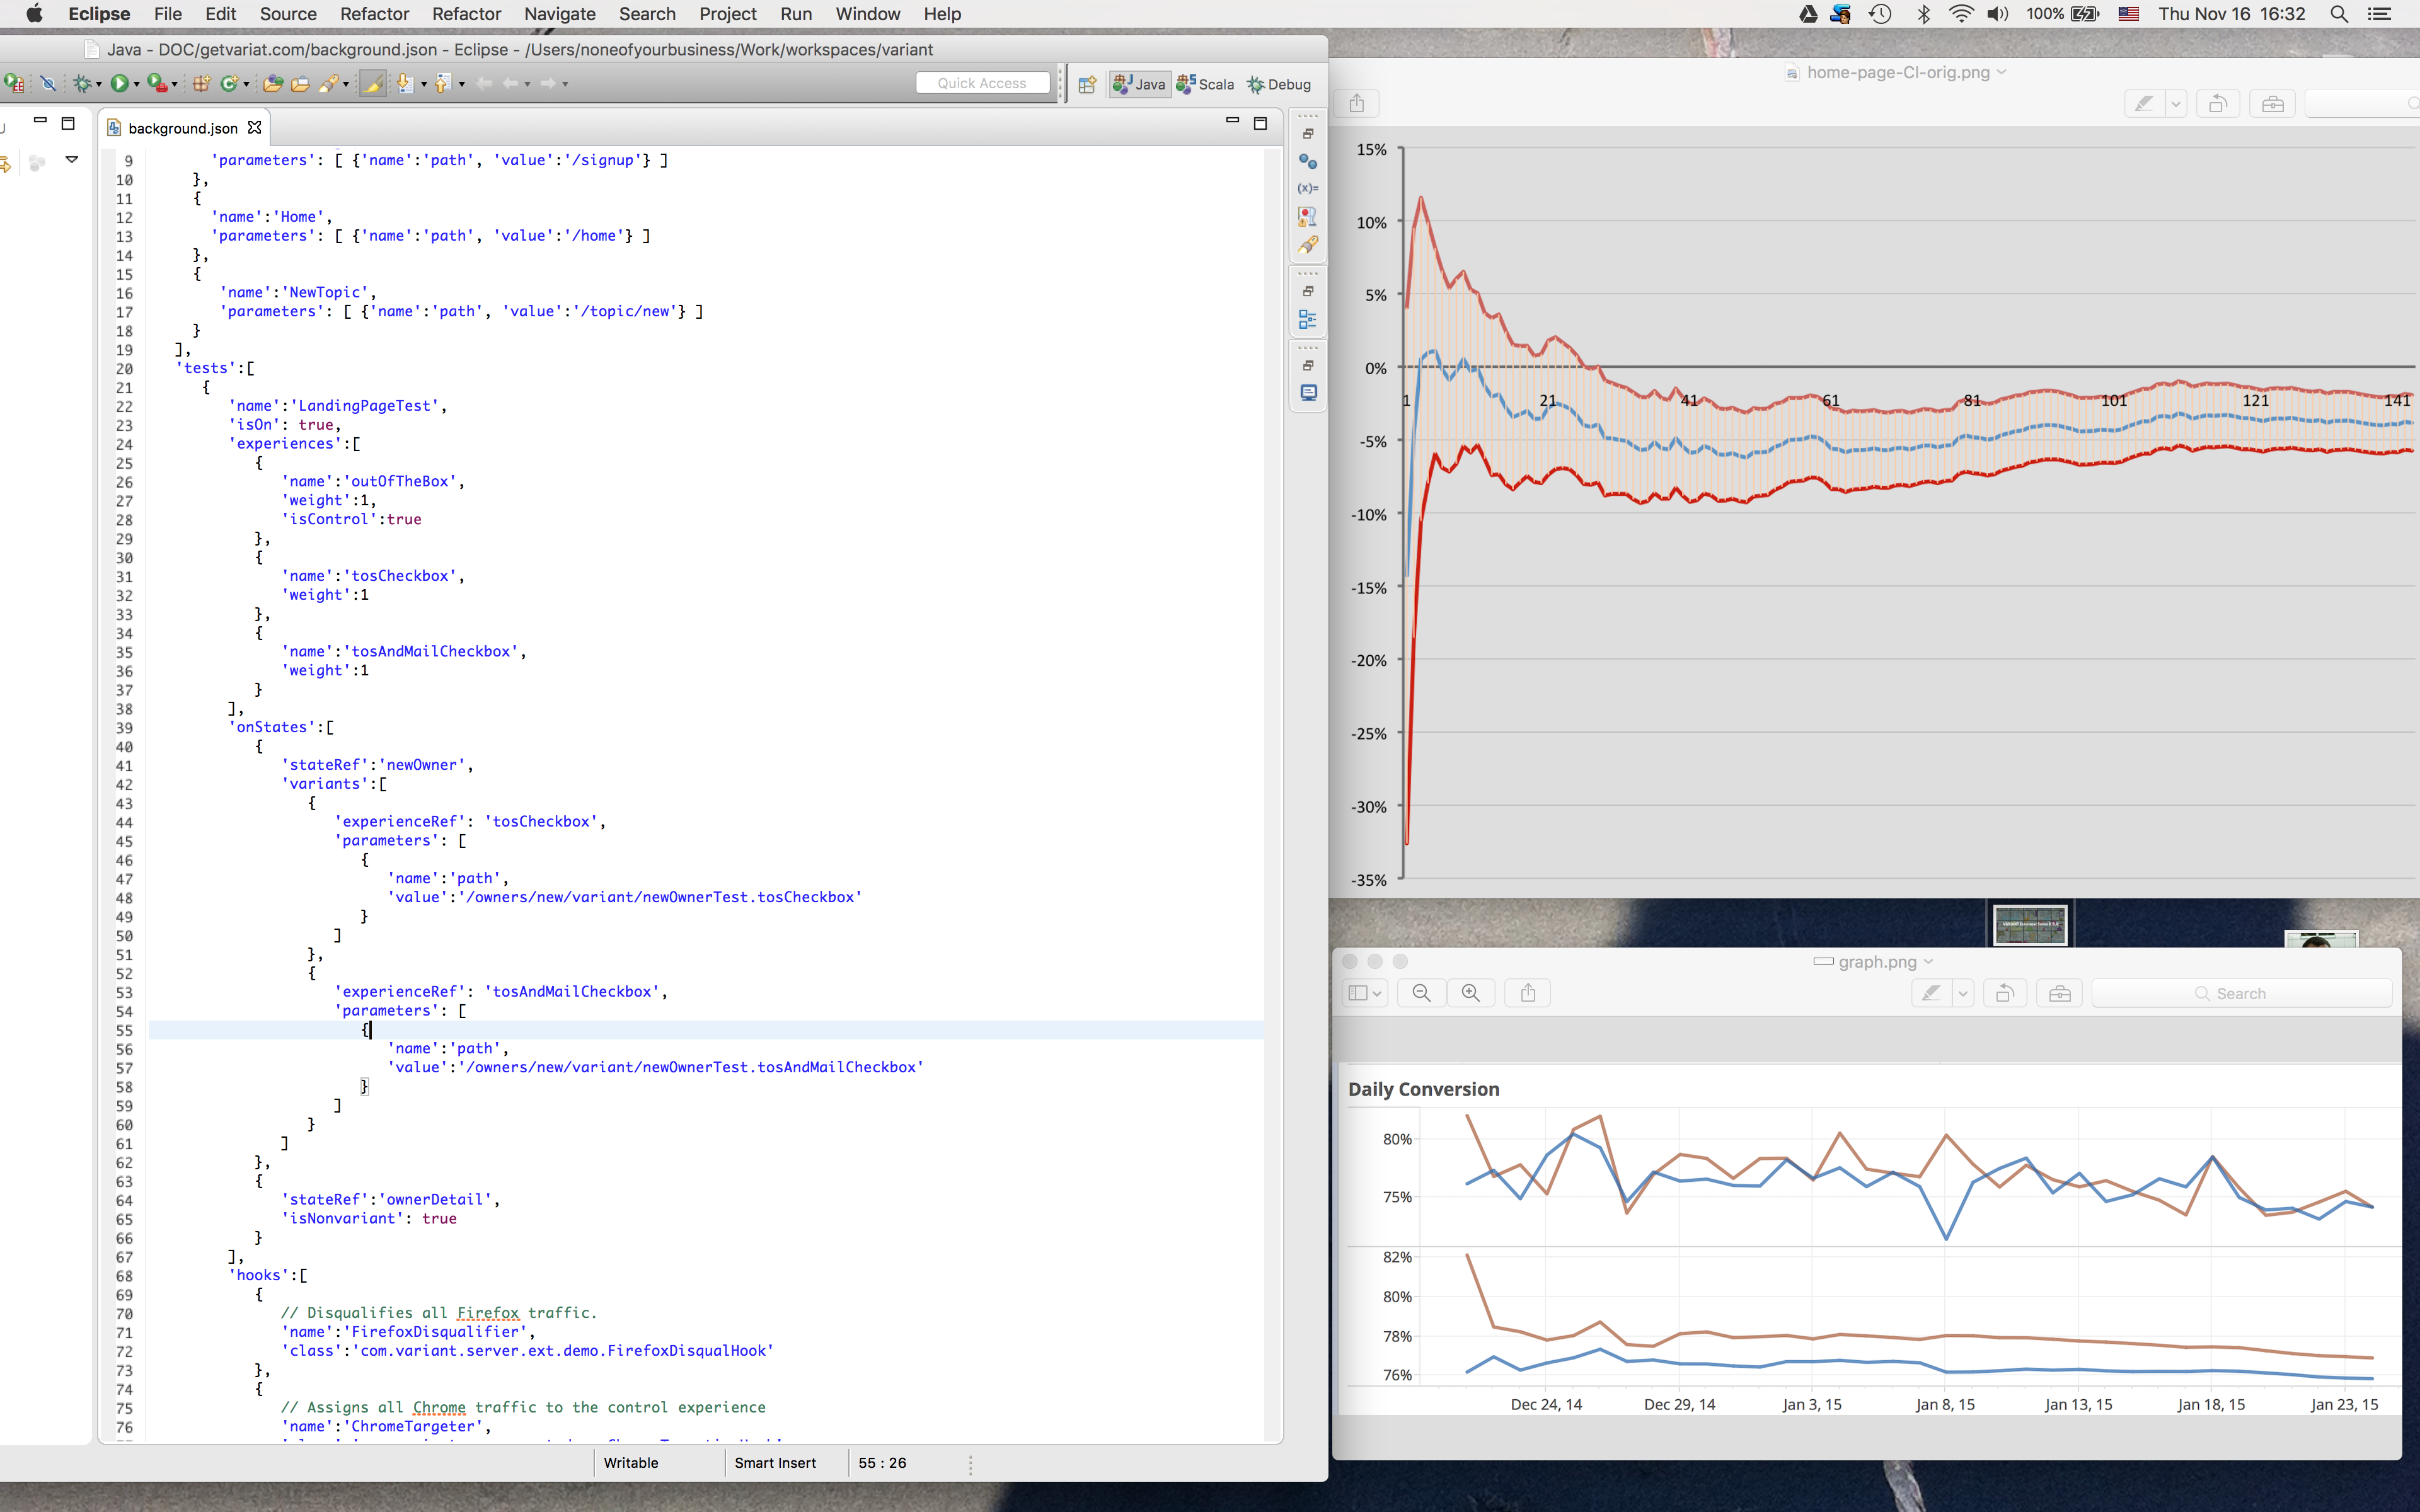 Eclipse File Edit Source Refactor Refactor Navigate Search Project Run Window Help
100% Thu Nov 16 16:32
Java - DOC/getvariat.com/background.json - Eclipse - /Users/noneofyourbusiness/Work/workspaces/variant
Quick Access Java Scala Debug
background.json
9 'parameters': [ {'name':'path', 'value':'/signup'} ]
10 },
11 {
12 'name':'Home',
13 'parameters': [ {'name':'path', 'value':'/home'} ]
14 },
15 {
16 'name':'NewTopic',
17 'parameters': [ {'name':'path', 'value':'/topic/new'} ]
18 }
19 ],
20 'tests':[
21 {
22 'name':'LandingPageTest',
23 'isOn': true,
24 'experiences':[
25 {
26 'name':'outOfTheBox',
27 'weight':1,
28 'isControl':true
29 },
30 {
31 'name':'tosCheckbox',
32 'weight':1
33 },
34 {
35 'name':'tosAndMailCheckbox',
36 'weight':1
37 }
38 ],
39 'onStates':[
40 {
41 'stateRef':'newOwner',
42 'variants':[
43 {
44 'experienceRef': 'tosCheckbox',
45 'parameters': [
46 {
47 'name':'path',
48 'value':'/owners/new/variant/newOwnerTest.tosCheckbox'
49 }
50 ]
51 },
52 {
53 'experienceRef': 'tosAndMailCheckbox',
54 'parameters': [
55 {
56 'name':'path',
57 'value':'/owners/new/variant/newOwnerTest.tosAndMailCheckbox'
58 }
59 ]
60 }
61 ]
62 },
63 {
64 'stateRef':'ownerDetail',
65 'isNonvariant': true
66 }
67 ],
68 'hooks':[
69 {
70 // Disqualifies all Firefox traffic.
71 'name':'FirefoxDisqualifier',
72 'class':'com.variant.server.ext.demo.FirefoxDisqualHook'
73 },
74 {
75 // Assigns all Chrome traffic to the control experience
76 'name':'ChromeTargeter',
Writable Smart Insert 55 : 26
home-page-CI-orig.png
15%
10%
5%
0%
1 21 41 61 81 101 121 141
-5%
-10%
-15%
-20%
-25%
-30%
-35%
graph.png
Search
Daily Conversion
80%
75%
82%
80%
78%
76%
Dec 24, 14 Dec 29, 14 Jan 3, 15 Jan 8, 15 Jan 13, 15 Jan 18, 15 Jan 23, 15